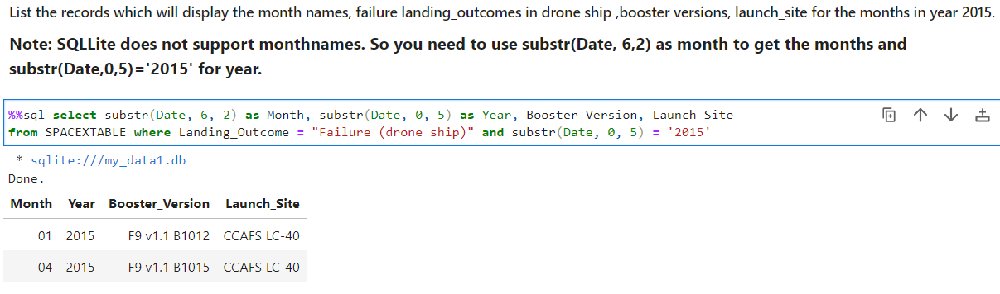 List the records which will display the month names, failure landing_outcomes in drone ship ,booster versions, launch_site for the months in year 2015.
Note: SQLLite does not support monthnames. So you need to use substr(Date, 6,2) as month to get the months and
substr(Date,0,5)='2015' for year.
%%sql select substr(Date, 6, 2) as Month, substr(Date, 0, 5) as Year, Booster_Version, Launch_Site
from SPACEXTABLE where Landing_Outcome = "Failure (drone ship)" and substr(Date, 0, 5) = '2015'
* sqlite:///my_data1.db
Done.
Month Year Booster_Version Launch_Site
01 2015 F9 v1.1 B1012 CCAFS LC-40
04 2015 F9 v1.1 B1015 CCAFS LC-40